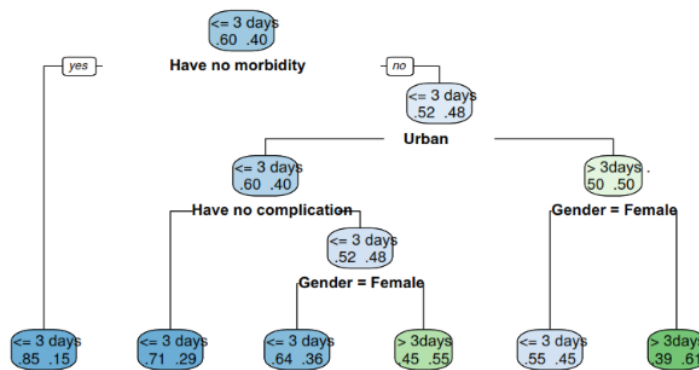 <= 3 days
.60 .40
yes
Have no morbidity
no
<= 3 days
.52 .48
Urban
<= 3 days
.60 .40
> 3days .
50 .50
Have no complication
Gender = Female
<= 3 days
.52 .48
Gender = Female
<= 3 days
.85 .15
<= 3 days
.71 .29
<= 3 days
.64 .36
> 3days
45 .55
<= 3 days
.55 .45
> 3day
.39 .61